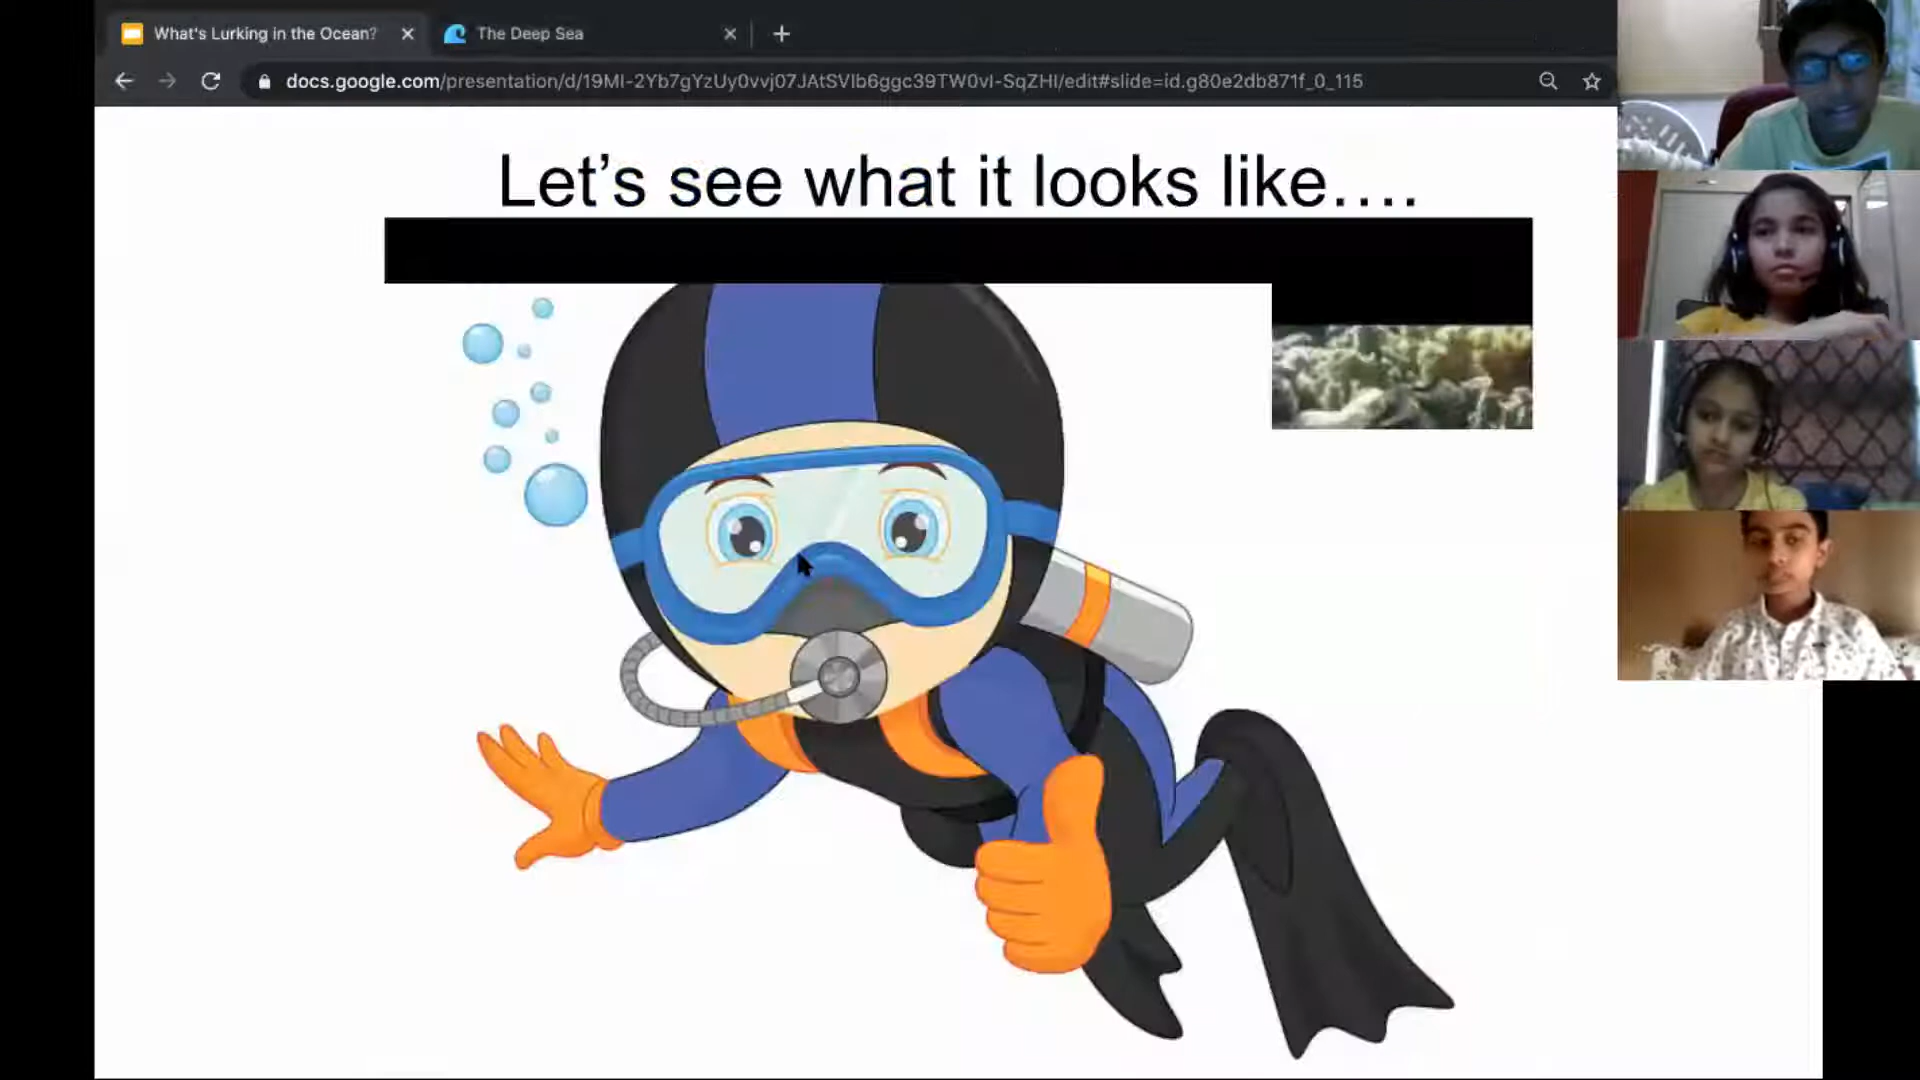 What's Lurking in the Ocean?
The Deep Sea
docs.google.com/presentation/d/19MI-2Yb7gYzUy0vvj07JAtSVIb6ggc39TW0vI-SqZHI/edit#slide=id.g80e2db871f_0_115
Let's see what it looks like....